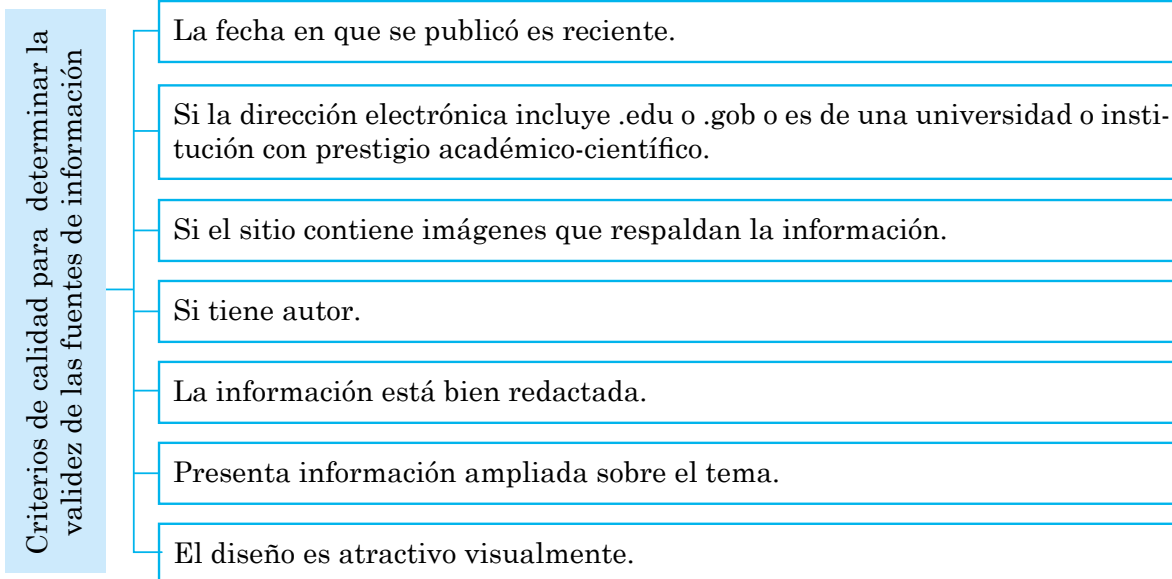 Criterios de calidad para determinar la
validez de las fuentes de información
La fecha en que se publicó es reciente.
Si la dirección electrónica incluye .edu o .gob o es de una universidad o insti-
tución con prestigio académico-científico.
Si el sitio contiene imágenes que respaldan la información.
Si tiene autor.
La información está bien redactada.
Presenta información ampliada sobre el tema.
El diseño es atractivo visualmente.